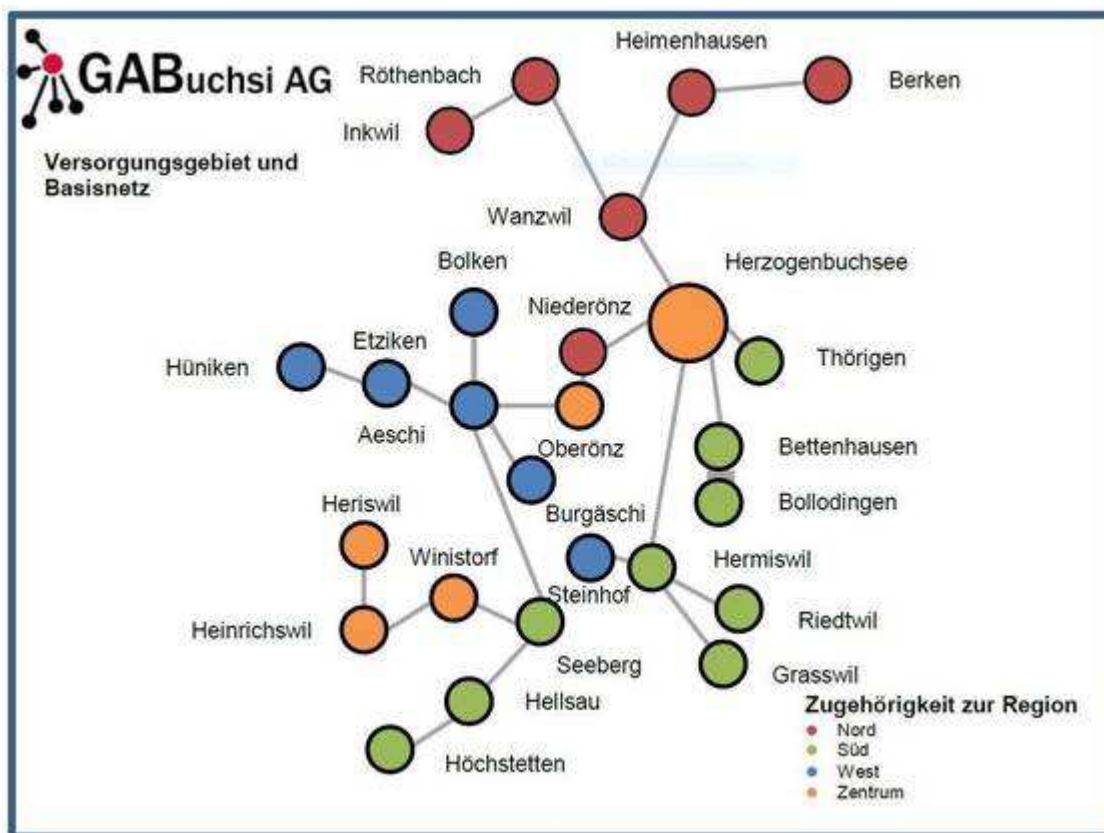 GABuchsi AG
Versorgungsgebiet und
Basisnetz
Heimenhausen
Röthenbach
Berken
Inkwil
Wanzwil
Herzogenbuchsee
Bolken
Niederönz
Etziken
Hüniken
Thörigen
Aeschi
Oberönz
Bettenhausen
Bollodingen
Burgäschi
Heriswil
Winistorf
Hermiswil
Steinhof
Riedtwil
Heinrichswil
Seeberg
Grasswil
Hellsau
Höchstetten
Zugehörigkeit zur Region
Nord
Süd
West
Zentrum